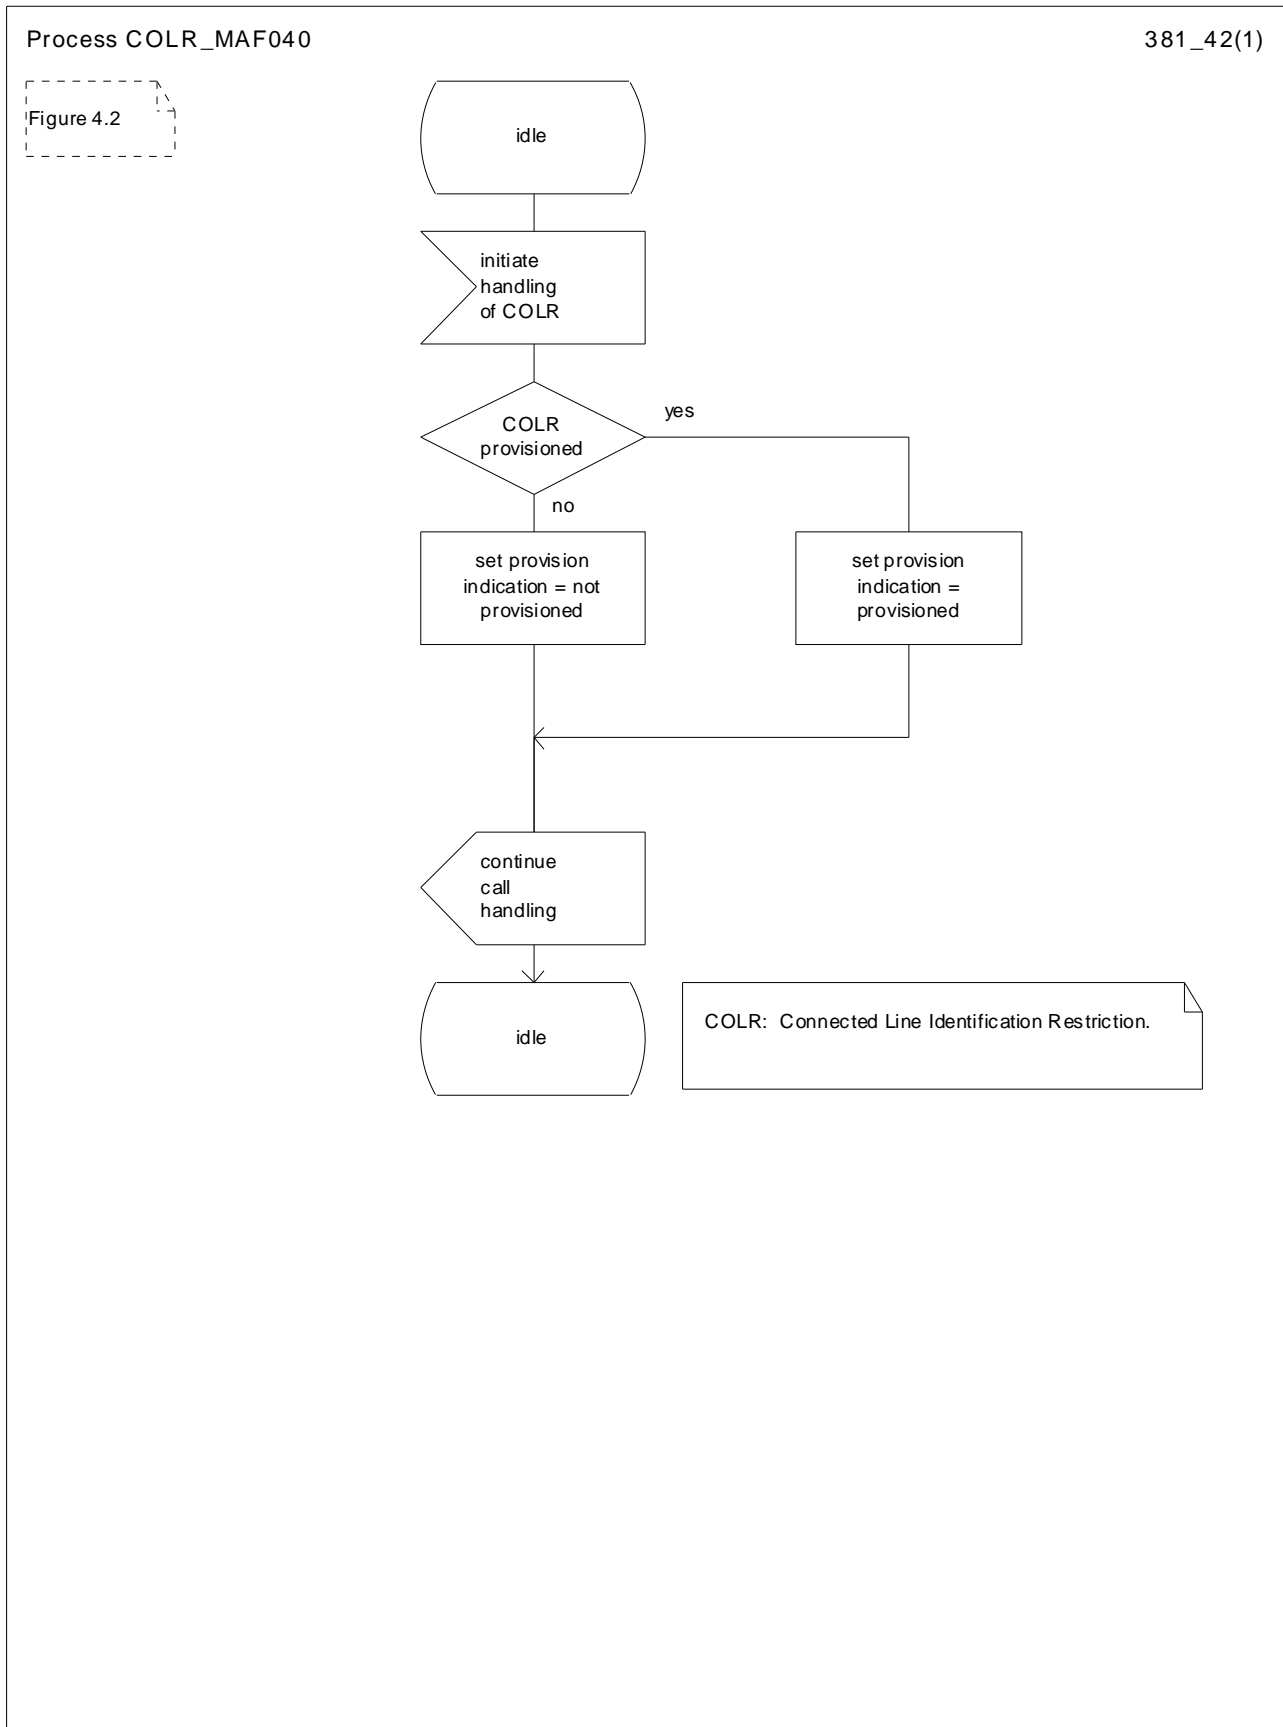 Process COLR_MAF040
381_42(1)
Figure 4.2
idle
initiate
handling
of COLR
COLR
provisioned
yes
no
set provision
indication = not
provisioned
set provision
indication =
provisioned
continue
call
handling
idle
COLR: Connected Line Identification Restriction.